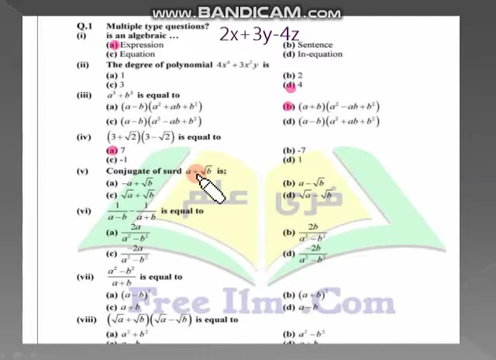 Q.1 Multiple type questions? 2x+3y-4z
(i) is an algebraic ...
(a) Expression (b) Sentence
(c) Equation (d) In-equation
(ii) The degree of polynomial 4x⁴ + 3x²y is
(a) 1 (b) 2
(c) 3 (d) 4
(iii) a³ + b³ is equal to
(a) (a−b)(a²+ab+b²) (b) (a+b)(a²−ab+b²)
(c) (a−b)(a²−ab+b²) (d) (a−b)(a²+ab−b²)
(iv) (3+√2)(3−√2) is equal to
(a) 7 (b) -7
(c) -1 (d) 1
(v) Conjugate of surd a+√b is;
(a) −a+√b (b) a−√b
(c) √a+√b (d) √a−√b
(vi) 1/(a−b) − 1/(a+b) is equal to
(a) 2a/(a²−b²) (b) 2b/(a²−b²)
(c) −2a/(a²−b²) (d) −2b/(a²−b²)
(vii) (a²−b²)/(a+b) is equal to
(a) (a−b)² (b) (a+b)²
(c) a+b (d) a−b
(viii) (√a+√b)(√a−√b) is equal to
(a) a²+b² (b) a²−b²
Free Ilm .Com